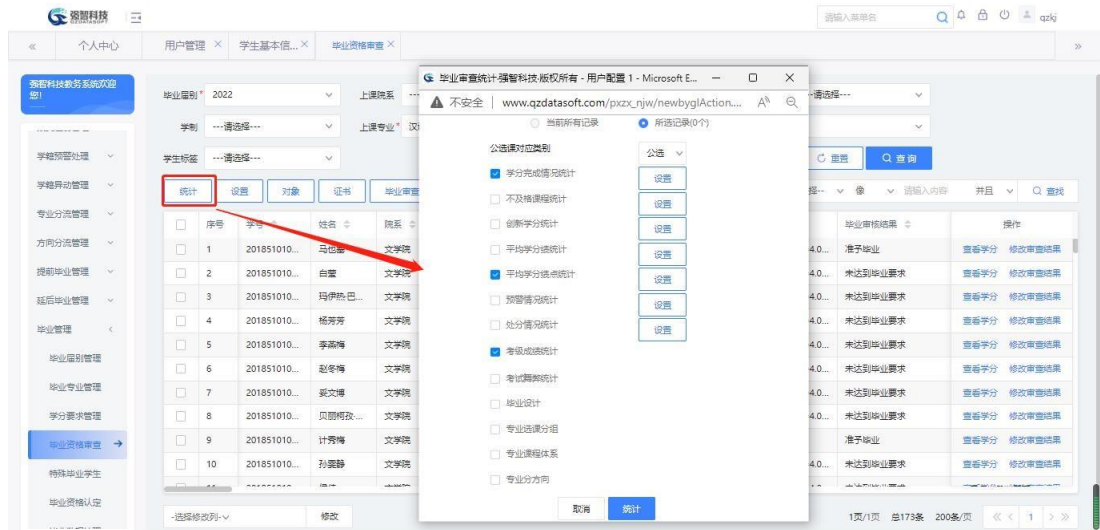 强智科技
QZDATASOFT
请输入菜单名
qzkj
个人中心
用户管理 ×
学生基本信...×
毕业资格审查 ×
强智科技教务系统欢迎您!
学籍预警处理
学籍异动管理
专业分流管理
方向分流管理
提前毕业管理
延后毕业管理
毕业管理
毕业届别管理
毕业专业管理
学分要求管理
毕业资格审查
特殊毕业学生
毕业资格认定
毕业届别* 2022
上课院系
学制 ---请选择---
上课专业*
学生标签 ---请选择---
-请选择---
重置
查询
统计
设置
对象
证书
像
请输入内容
并且
查找
序号 学号 姓名 院系 毕业审核结果 操作
1 201851010... 文学院 4.0... 准予毕业 查看学分 修改审查结果
2 201851010... 白莹 文学院 4.0... 未达到毕业要求 查看学分 修改审查结果
3 201851010... 玛伊热·巴... 文学院 4.0... 未达到毕业要求 查看学分 修改审查结果
4 201851010... 杨芳芳 文学院 4.0... 未达到毕业要求 查看学分 修改审查结果
5 201851010... 李燕梅 文学院 4.0... 未达到毕业要求 查看学分 修改审查结果
6 201851010... 赵冬梅 文学院 4.0... 未达到毕业要求 查看学分 修改审查结果
7 201851010... 文学院 4.0... 未达到毕业要求 查看学分 修改审查结果
8 201851010... 文学院 4.0... 未达到毕业要求 查看学分 修改审查结果
9 201851010... 计秀梅 文学院 准予毕业 查看学分 修改审查结果
10 201851010... 文学院 4.0... 未达到毕业要求 查看学分 修改审查结果
-选择修改列-
修改
1页/1页 总173条 200条/页
1
毕业审查统计-强智科技-版权所有 - 用户配置 1 - Microsoft E...
不安全 | www.qzdatasoft.com/pxzx_njw/newbyglAction....
当前所有记录 所选记录(0个)
公选课对应类别 公选
学分完成情况统计 设置
不及格课程统计 设置
创新学分统计 设置
平均学分绩统计 设置
平均学分绩点统计 设置
预警情况统计 设置
处分情况统计 设置
考级成绩统计
考试舞弊统计
毕业设计
专业选课分组
专业课程体系
专业分方向
取消
统计